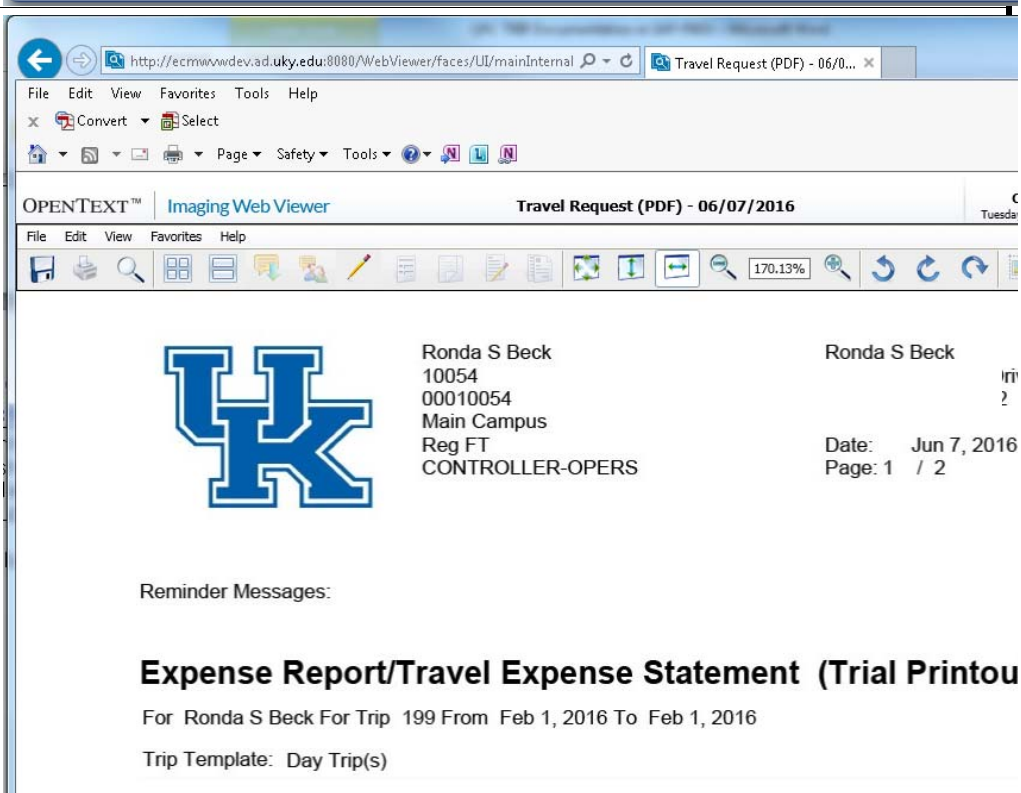 http://ecmwvwdev.ad.uky.edu:8080/WebViewer/faces/UI/mainInternal
Travel Request (PDF) - 06/0...
File Edit View Favorites Tools Help
x Convert Select
Page Safety Tools
OPENTEXT™ Imaging Web Viewer Travel Request (PDF) - 06/07/2016
Tuesda
File Edit View Favorites Help
170.13%
UK
Ronda S Beck
10054
00010054
Main Campus
Reg FT
CONTROLLER-OPERS
Ronda S Beck
Date: Jun 7, 2016
Page: 1 / 2
Reminder Messages:
Expense Report/Travel Expense Statement (Trial Printou
For Ronda S Beck For Trip 199 From Feb 1, 2016 To Feb 1, 2016
Trip Template: Day Trip(s)